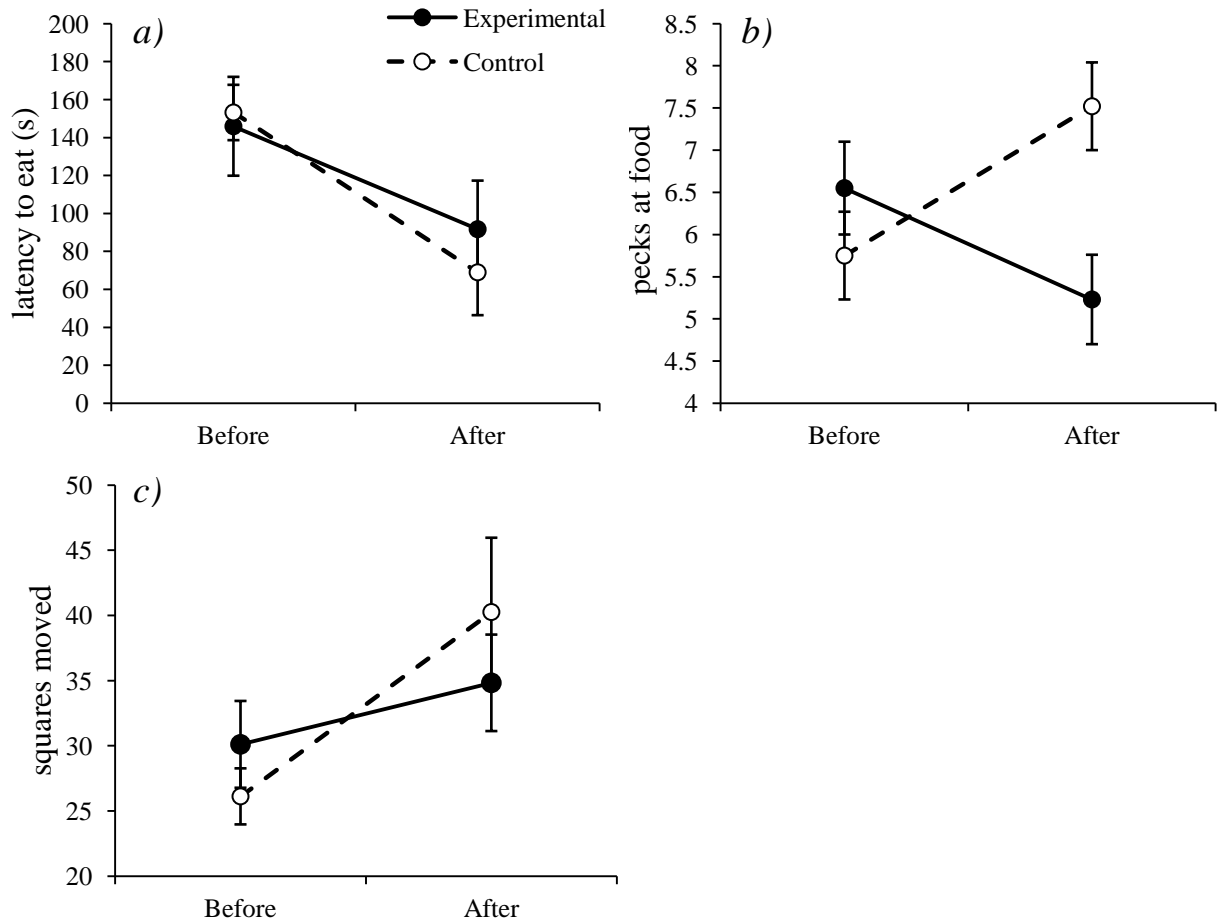 a)
Experimental
Control
200
180
160
140
120
100
80
60
40
20
0
latency to eat (s)
Before After
b)
8.5
8
7.5
7
6.5
6
5.5
5
4.5
4
pecks at food
Before After
c)
50
45
40
35
30
25
20
squares moved
Before After